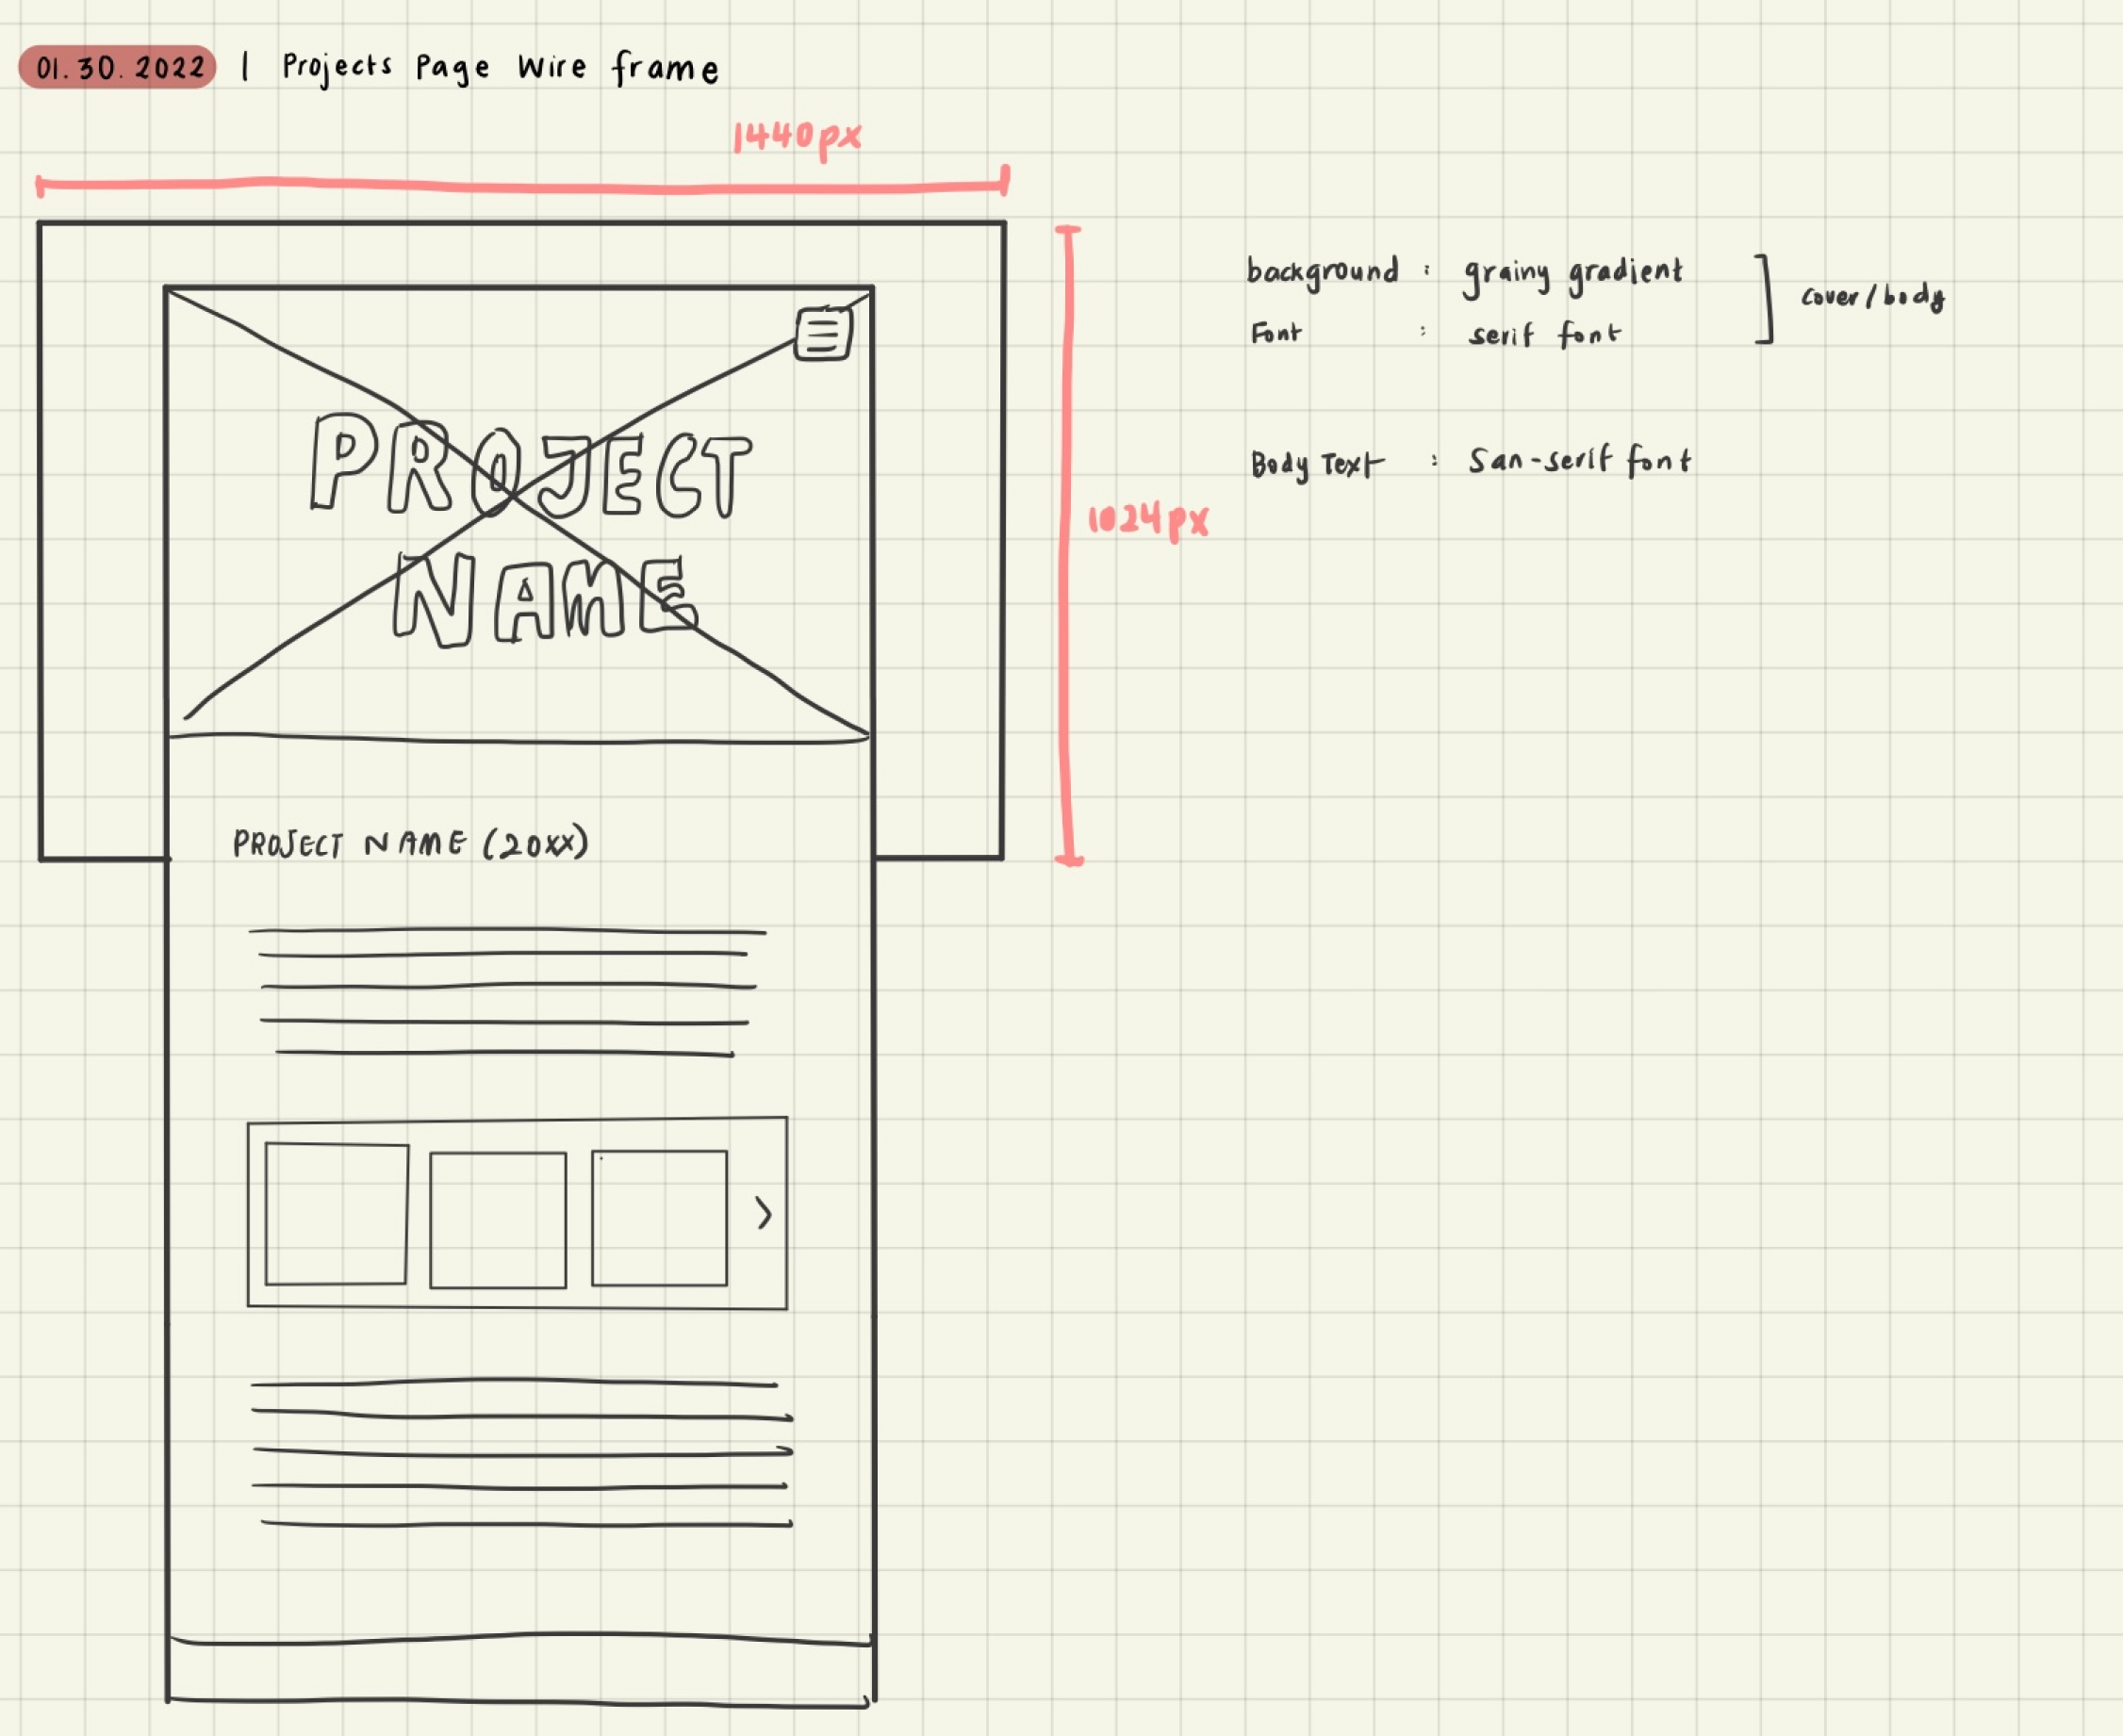 01.30.2022 | Projects Page Wire frame
1440px
background : grainy gradient
cover/body
Font : serif font
PROJECT
NAME
Body Text : San-serif font
1024px
PROJECT NAME (20XX)